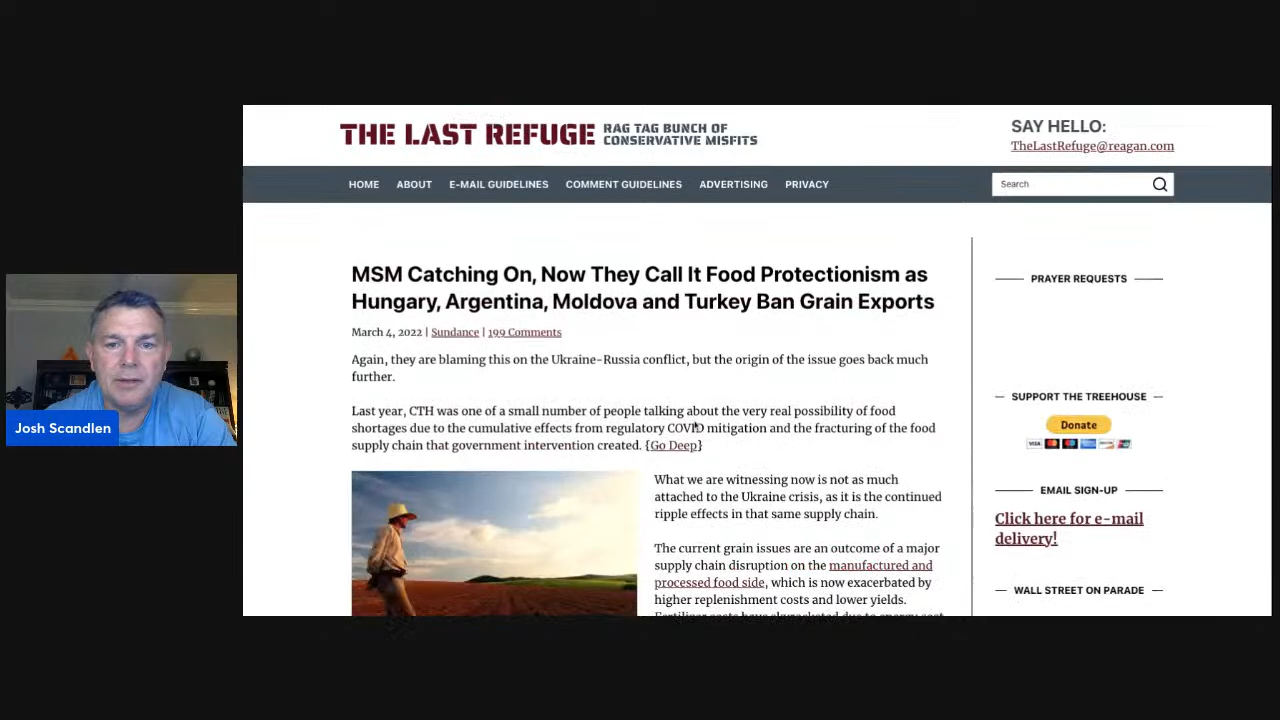 THE LAST REFUGE
RAG TAG BUNCH OF
CONSERVATIVE MISFITS
SAY HELLO:
TheLastRefuge@reagan.com
HOME ABOUT E-MAIL GUIDELINES COMMENT GUIDELINES ADVERTISING PRIVACY
Search
MSM Catching On, Now They Call It Food Protectionism as
Hungary, Argentina, Moldova and Turkey Ban Grain Exports
March 4, 2022 | Sundance | 199 Comments
Again, they are blaming this on the Ukraine-Russia conflict, but the origin of the issue goes back much
further.
Last year, CTH was one of a small number of people talking about the very real possibility of food
shortages due to the cumulative effects from regulatory COVID mitigation and the fracturing of the food
supply chain that government intervention created. {Go Deep}
What we are witnessing now is not as much
attached to the Ukraine crisis, as it is the continued
ripple effects in that same supply chain.
The current grain issues are an outcome of a major
supply chain disruption on the manufactured and
processed food side, which is now exacerbated by
higher replenishment costs and lower yields.
Fertilizer costs have skyrocketed due to energy cost
PRAYER REQUESTS
SUPPORT THE TREEHOUSE
Donate
VISA
EMAIL SIGN-UP
Click here for e-mail
delivery!
WALL STREET ON PARADE
Josh Scandlen